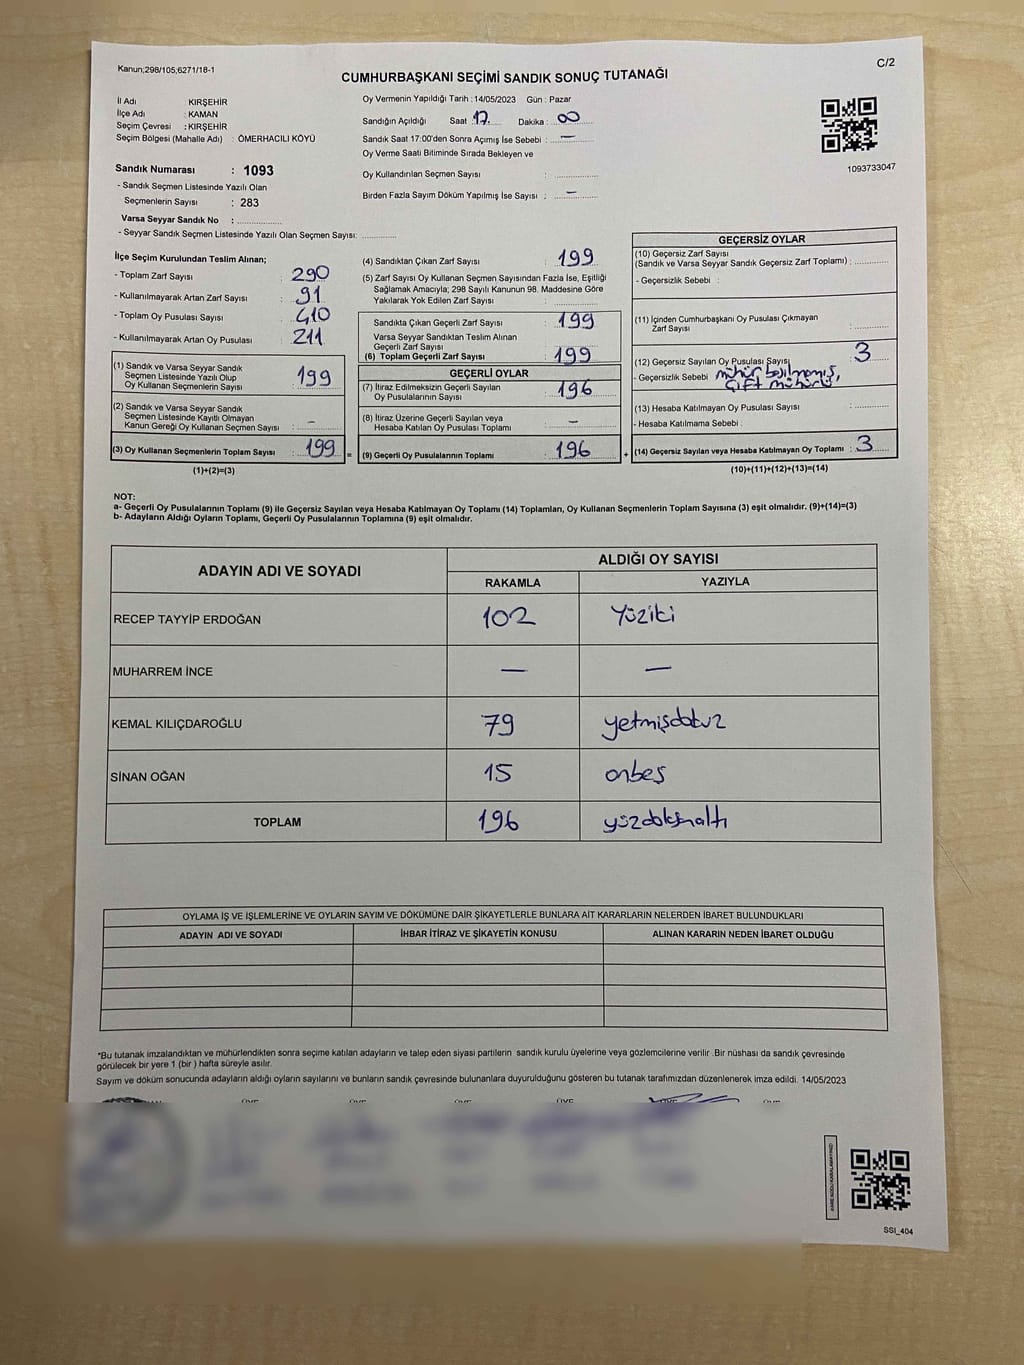 Kanun;298/105;6271/18-1
C/2
CUMHURBAŞKANI SEÇİMİ SANDIK SONUÇ TUTANAĞI
İl Adı : KIRŞEHİR
İlçe Adı : KAMAN
Seçim Çevresi : KIRŞEHİR
Seçim Bölgesi (Mahalle Adı) : ÖMERHACILI KÖYÜ
Sandık Numarası : 1093
- Sandık Seçmen Listesinde Yazılı Olan
Seçmenlerin Sayısı : 283
Varsa Seyyar Sandık No : ..............
- Seyyar Sandık Seçmen Listesinde Yazılı Olan Seçmen Sayısı: ............
Oy Vermenin Yapıldığı Tarih : 14/05/2023 Gün : Pazar
Sandığın Açıldığı Saat : 17 Dakika : 00
Sandık Saat 17:00'den Sonra Açımış İse Sebebi : —
Oy Verme Saati Bitiminde Sırada Bekleyen ve
Oy Kullandırılan Seçmen Sayısı : ..............
Birden Fazla Sayım Döküm Yapılmış İse Sayısı : —
1093733047
İlçe Seçim Kurulundan Teslim Alınan;
- Toplam Zarf Sayısı : 290
- Kullanılmayarak Artan Zarf Sayısı : 91
- Toplam Oy Pusulası Sayısı : 410
- Kullanılmayarak Artan Oy Pusulası : 211
(1) Sandık ve Varsa Seyyar Sandık
Seçmen Listesinde Yazılı Olup
Oy Kullanan Seçmenlerin Sayısı : 199
(2) Sandık ve Varsa Seyyar Sandık
Seçmen Listesinde Kayıtlı Olmayan
Kanun Gereği Oy Kullanan Seçmen Sayısı : -
(3) Oy Kullanan Seçmenlerin Toplam Sayısı : 199 =
(1)+(2)=(3)
(4) Sandıktan Çıkan Zarf Sayısı : 199
(5) Zarf Sayısı Oy Kullanan Seçmen Sayısından Fazla İse, Eşitliği
Sağlamak Amacıyla; 298 Sayılı Kanunun 98. Maddesine Göre
Yakılarak Yok Edilen Zarf Sayısı : ..............
Sandıkta Çıkan Geçerli Zarf Sayısı : 199
Varsa Seyyar Sandıktan Teslim Alınan
Geçerli Zarf Sayısı
(6) Toplam Geçerli Zarf Sayısı : 199
GEÇERLİ OYLAR
(7) İtiraz Edilmeksizin Geçerli Sayılan
Oy Pusulalarının Sayısı : 196
(8) İtiraz Üzerine Geçerli Sayılan veya
Hesaba Katılan Oy Pusulası Toplamı : -
(9) Geçerli Oy Pusulalarının Toplamı : 196 +
GEÇERSİZ OYLAR
(10) Geçersiz Zarf Sayısı
(Sandık ve Varsa Seyyar Sandık Geçersiz Zarf Toplamı) : ............
- Geçersizlik Sebebi :
(11) İçinden Cumhurbaşkanı Oy Pusulası Çıkmayan
Zarf Sayısı : ............
(12) Geçersiz Sayılan Oy Pusulası Sayısı : 3
- Geçersizlik Sebebi mühür basılmamış,
çift mühürlü
(13) Hesaba Katılmayan Oy Pusulası Sayısı : ............
- Hesaba Katılmama Sebebi :
(14) Geçersiz Sayılan veya Hesaba Katılmayan Oy Toplamı : 3
(10)+(11)+(12)+(13)=(14)
NOT:
a- Geçerli Oy Pusulalarının Toplamı (9) ile Geçersiz Sayılan veya Hesaba Katılmayan Oy Toplamı (14) Toplamları, Oy Kullanan Seçmenlerin Toplam Sayısına (3) eşit olmalıdır. (9)+(14)=(3)
b- Adayların Aldığı Oyların Toplamı, Geçerli Oy Pusulalarının Toplamına (9) eşit olmalıdır.
ADAYIN ADI VE SOYADI
ALDIĞI OY SAYISI
RAKAMLA YAZIYLA
RECEP TAYYİP ERDOĞAN 102 Yüziki
MUHARREM İNCE — —
KEMAL KILIÇDAROĞLU 79 yetmişdokuz
SİNAN OĞAN 15 onbeş
TOPLAM 196 yüzdoksanaltı
OYLAMA İŞ VE İŞLEMLERİNE VE OYLARIN SAYIM VE DÖKÜMÜNE DAİR ŞİKAYETLERLE BUNLARA AİT KARARLARIN NELERDEN İBARET BULUNDUKLARI
ADAYIN ADI VE SOYADI İHBAR İTİRAZ VE ŞİKAYETİN KONUSU ALINAN KARARIN NEDEN İBARET OLDUĞU
*Bu tutanak imzalandıktan ve mühürlendikten sonra seçime katılan adayların ve talep eden siyasi partilerin sandık kurulu üyelerine veya gözlemcilerine verilir .Bir nüshası da sandık çevresinde
görülecek bir yere 1 (bir ) hafta süreyle asılır.
Sayım ve döküm sonucunda adayların aldığı oyların sayılarını ve bunların sandık çevresinde bulunanlara duyurulduğunu gösteren bu tutanak tarafımızdan düzenlenerek imza edildi. 14/05/2023
SSI_404